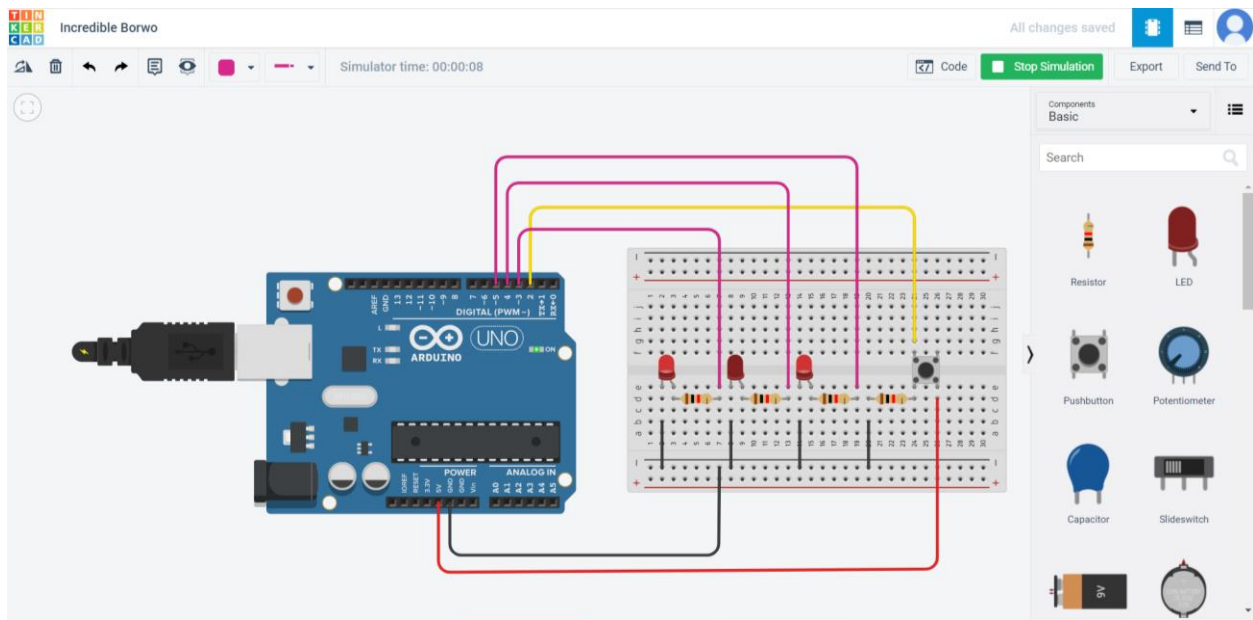 TIN
KER
CAD
Incredible Borwo
All changes saved
Simulator time: 00:00:08
Code
Stop Simulation
Export
Send To
Components
Basic
Search
Resistor
LED
Pushbutton
Potentiometer
Capacitor
Slideswitch
9V
AREF
GND
13
12
~11
~10
~9
8
7
~6
~5
4
~3
2
TX→1
RX←0
DIGITAL (PWM~)
L
TX
RX
ARDUINO
UNO
ON
POWER
ANALOG IN
IOREF
RESET
3.3V
5V
GND
GND
Vin
A0
A1
A2
A3
A4
A5